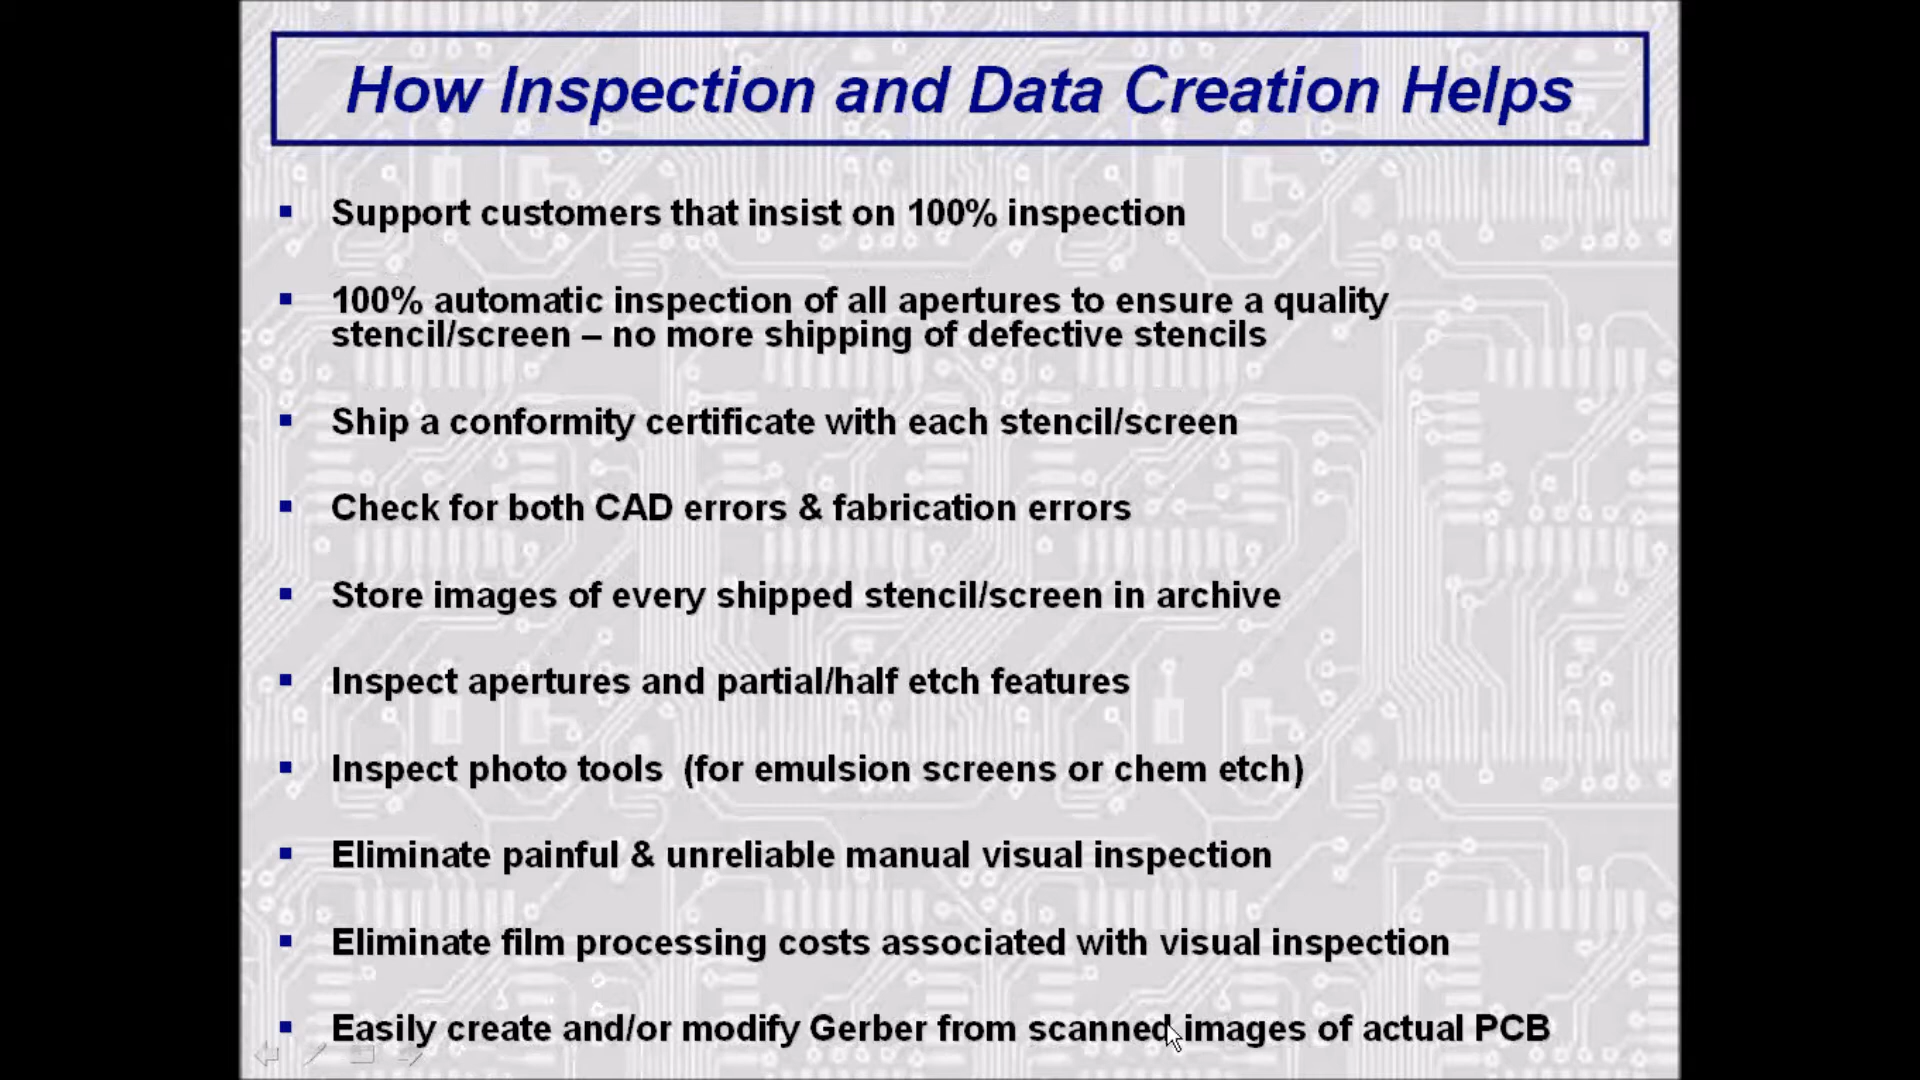 How Inspection and Data Creation Helps
▪ Support customers that insist on 100% inspection
▪ 100% automatic inspection of all apertures to ensure a quality
stencil/screen – no more shipping of defective stencils
▪ Ship a conformity certificate with each stencil/screen
▪ Check for both CAD errors & fabrication errors
▪ Store images of every shipped stencil/screen in archive
▪ Inspect apertures and partial/half etch features
▪ Inspect photo tools  (for emulsion screens or chem etch)
▪ Eliminate painful & unreliable manual visual inspection
▪ Eliminate film processing costs associated with visual inspection
▪ Easily create and/or modify Gerber from scanned images of actual PCB